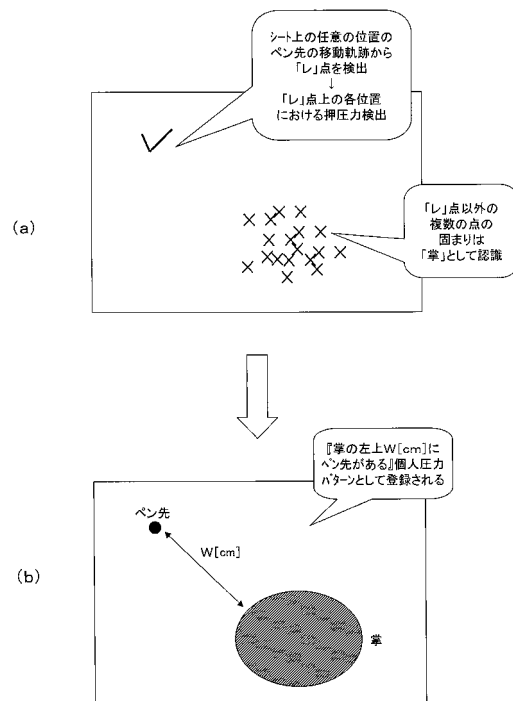 シート上の任意の位置の
ペン先の移動軌跡から
「レ」点を検出
↓
「レ」点上の各位置
における押圧力検出
(a)
「レ」点以外の
複数の点の
固まりは
「掌」として認識
『掌の左上W[cm]に
ペン先がある』個人圧力
パターンとして登録される
ペン先
W[cm]
(b)
掌